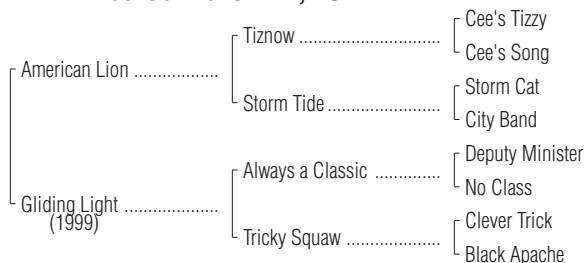 Cee's Tizzy
Tiznow
Cee's Song
American Lion
Storm Cat
Storm Tide
City Band
Deputy Minister
Always a Classic
No Class
Gliding Light
(1999)
Clever Trick
Tricky Squaw
Black Apache